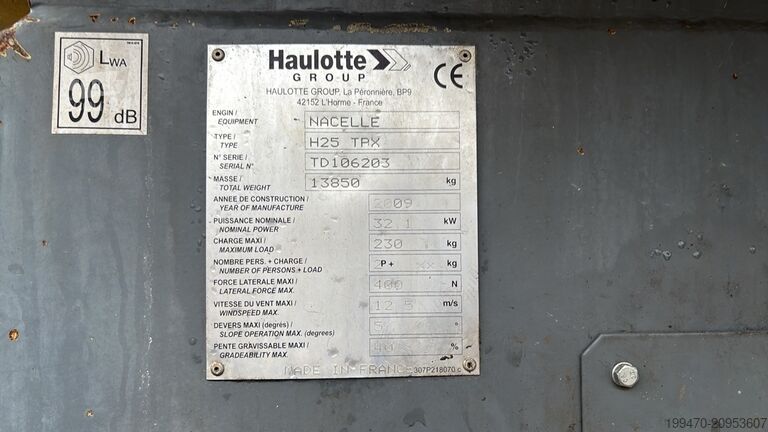 LWA
99 dB
Haulotte
GROUP
CE
HAULOTTE GROUP, La Péronnière, BP9
42152 L'Horme - France
ENGIN / EQUIPMENT NACELLE
TYPE / TYPE H25 TPX
N° SERIE / SERIAL N° TD106203
MASSE / TOTAL WEIGHT 13850 kg
ANNEE DE CONSTRUCTION / YEAR OF MANUFACTURE 2009
PUISSANCE NOMINALE / NOMINAL POWER 32 1 kW
CHARGE MAXI / MAXIMUM LOAD 230 kg
NOMBRE PERS. + CHARGE / NUMBER OF PERSONS + LOAD P + kg
FORCE LATERALE MAXI / LATERAL FORCE MAX. 400 N
VITESSE DU VENT MAXI / WINDSPEED MAX. 12 5 m/s
DEVERS MAXI (degrés) / SLOPE OPERATION MAX. (degrees) 5 °
PENTE GRAVISSABLE MAXI / GRADEABILITY MAX. 40 %
MADE IN FRANCE 307P218070 c
199470-20953607